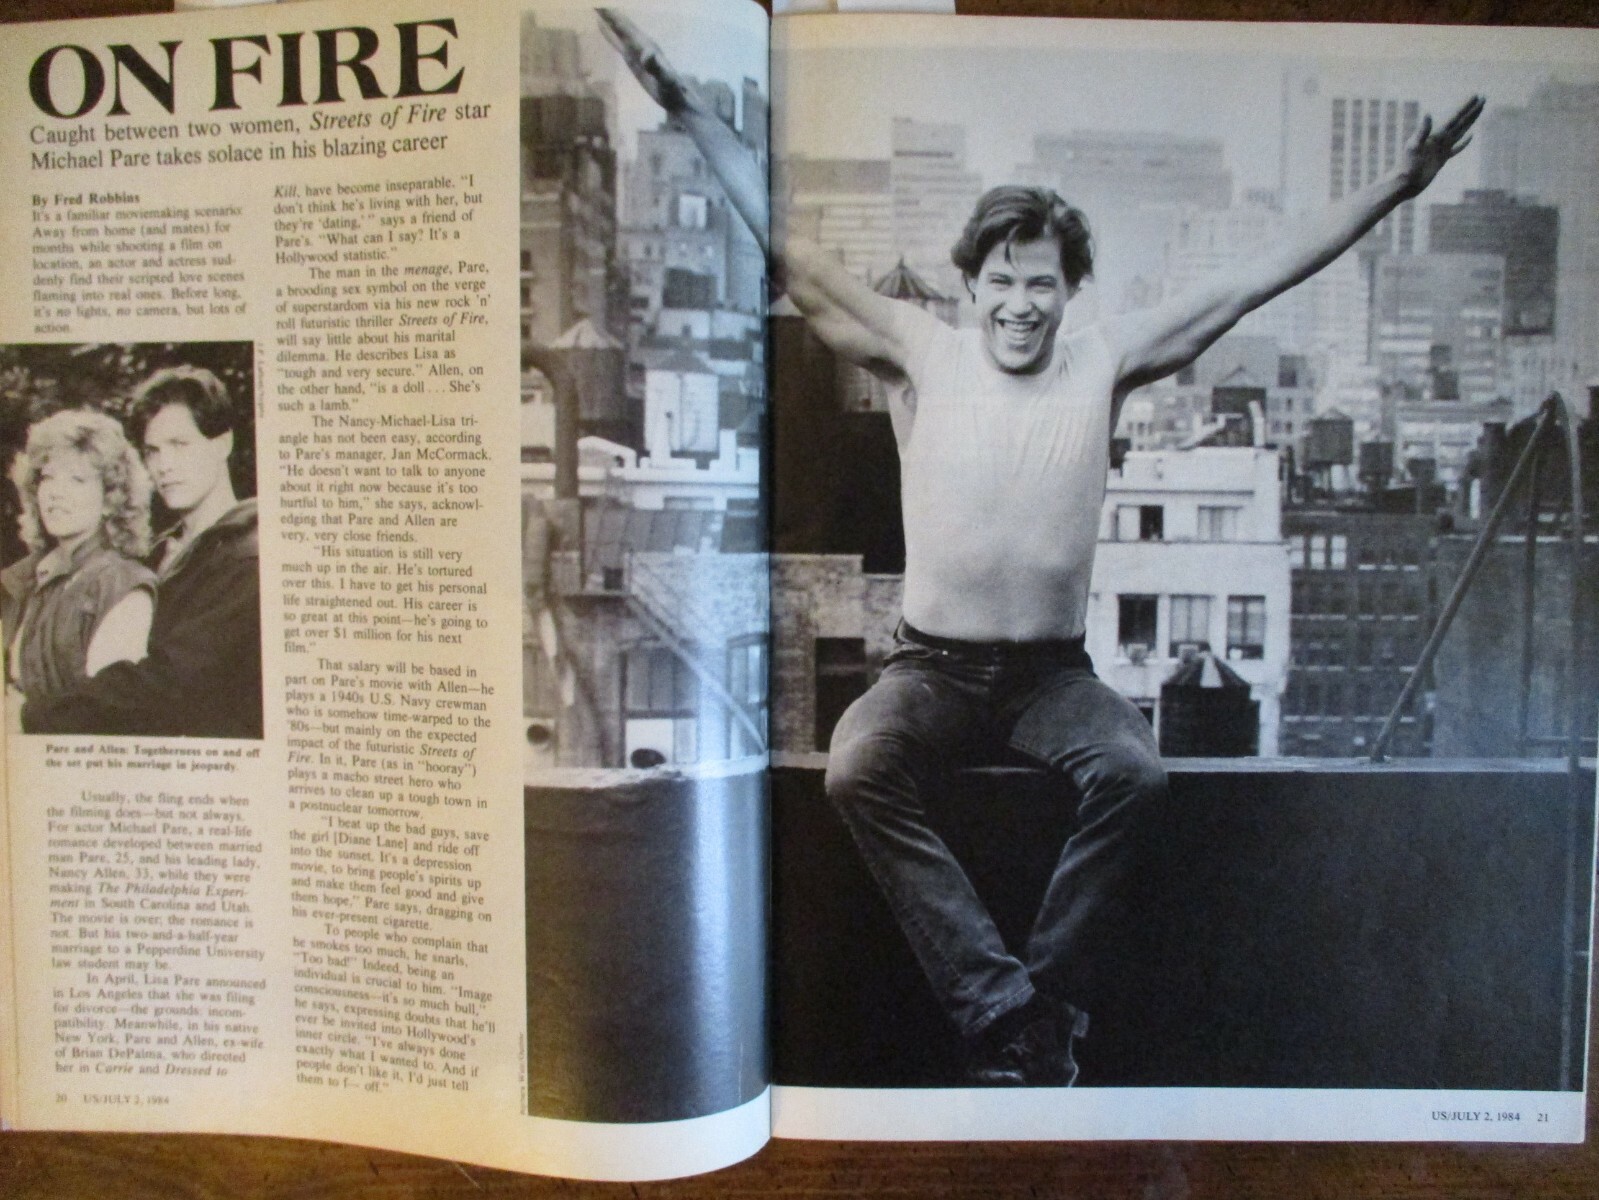 ON FIRE
Caught between two women, Streets of Fire star
Michael Pare takes solace in his blazing career
By Fred Robbins
It's a familiar moviemaking scenario:
Away from home (and mates) for
months while shooting a film on
location, an actor and actress sud-
denly find their scripted love scenes
flaming into real ones. Before long,
it's no lights, no camera, but lots of
action.
Pare and Allen: Togetherness on and off
the set put his marriage in jeopardy.
Usually, the fling ends when
the filming does—but not always.
For actor Michael Pare, a real-life
romance developed between married
man Pare, 25, and his leading lady,
Nancy Allen, 33, while they were
making The Philadelphia Experi-
ment in South Carolina and Utah.
The movie is over; the romance is
not. But his two-and-a-half-year
marriage to a Pepperdine University
law student may be.
In April, Lisa Pare announced
in Los Angeles that she was filing
for divorce—the grounds: incom-
patibility. Meanwhile, in his native
New York, Pare and Allen, ex-wife
of Brian DePalma, who directed
her in Carrie and Dressed to
Kill, have become inseparable. "I
don't think he's living with her, but
they're 'dating,' " says a friend of
Pare's. "What can I say? It's a
Hollywood statistic."
The man in the menage, Pare,
a brooding sex symbol on the verge
of superstardom via his new rock 'n'
roll futuristic thriller Streets of Fire,
will say little about his marital
dilemma. He describes Lisa as
"tough and very secure." Allen, on
the other hand, "is a doll . . . She's
such a lamb."
The Nancy-Michael-Lisa tri-
angle has not been easy, according
to Pare's manager, Jan McCormack.
"He doesn't want to talk to anyone
about it right now because it's too
hurtful to him," she says, acknowl-
edging that Pare and Allen are
very, very close friends.
"His situation is still very
much up in the air. He's tortured
over this. I have to get his personal
life straightened out. His career is
so great at this point—he's going to
get over $1 million for his next
film."
That salary will be based in
part on Pare's movie with Allen—he
plays a 1940s U.S. Navy crewman
who is somehow time-warped to the
'80s—but mainly on the expected
impact of the futuristic Streets of
Fire. In it, Pare (as in "hooray")
plays a macho street hero who
arrives to clean up a tough town in
a postnuclear tomorrow.
"I beat up the bad guys, save
the girl [Diane Lane] and ride off
into the sunset. It's a depression
movie, to bring people's spirits up
and make them feel good and give
them hope," Pare says, dragging on
his ever-present cigarette.
To people who complain that
he smokes too much, he snarls,
"Too bad!" Indeed, being an
individual is crucial to him. "Image
consciousness—it's so much bull,"
he says, expressing doubts that he'll
ever be invited into Hollywood's
inner circle. "I've always done
exactly what I wanted to. And if
people don't like it, I'd just tell
them to f— off."
20 US/JULY 2, 1984
US/JULY 2, 1984 21